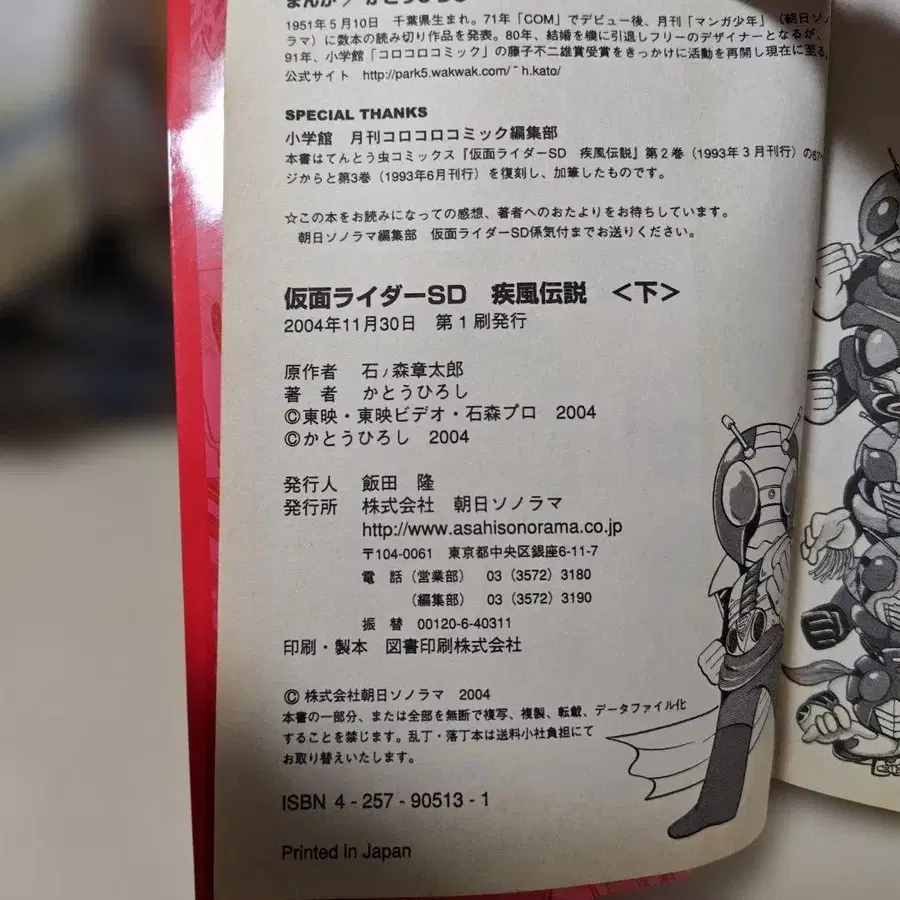 まんが／かとうひろし
1951年5月10日　千葉県生まれ。71年「COM」でデビュー後、月刊「マンガ少年」（朝日ソノ
ラマ）に数本の読み切り作品を発表。80年、結婚を機に引退しフリーのデザイナーとなるが、
91年、小学館「コロコロコミック」の藤子不二雄賞受賞をきっかけに活動を再開し現在に至る。
公式サイト　http://park5.wakwak.com/~h.kato/
SPECIAL THANKS
小学館　月刊コロコロコミック編集部
本書はてんとう虫コミックス『仮面ライダーSD　疾風伝説』第2巻（1993年3月刊行）の67
ジからと第3巻（1993年6月刊行）を復刻し、加筆したものです。
☆この本をお読みになっての感想、著者へのおたよりをお待ちしています。
朝日ソノラマ編集部　仮面ライダーSD係気付までお送りください。
仮面ライダーSD　疾風伝説　＜下＞
2004年11月30日　第1刷発行
原作者　石ノ森章太郎
著　者　かとうひろし
©東映・東映ビデオ・石森プロ　2004
©かとうひろし　2004
発行人　飯田　隆
発行所　株式会社　朝日ソノラマ
http://www.asahisonorama.co.jp
〒104-0061　東京都中央区銀座6-11-7
電　話（営業部）　03（3572）3180
（編集部）　03（3572）3190
振　替　00120-6-40311
印刷・製本　図書印刷株式会社
© 株式会社朝日ソノラマ　2004
本書の一部分、または全部を無断で複写、複製、転載、データファイル化
することを禁じます。乱丁・落丁本は送料小社負担にて
お取り替えいたします。
ISBN 4-257-90513-1
Printed in Japan